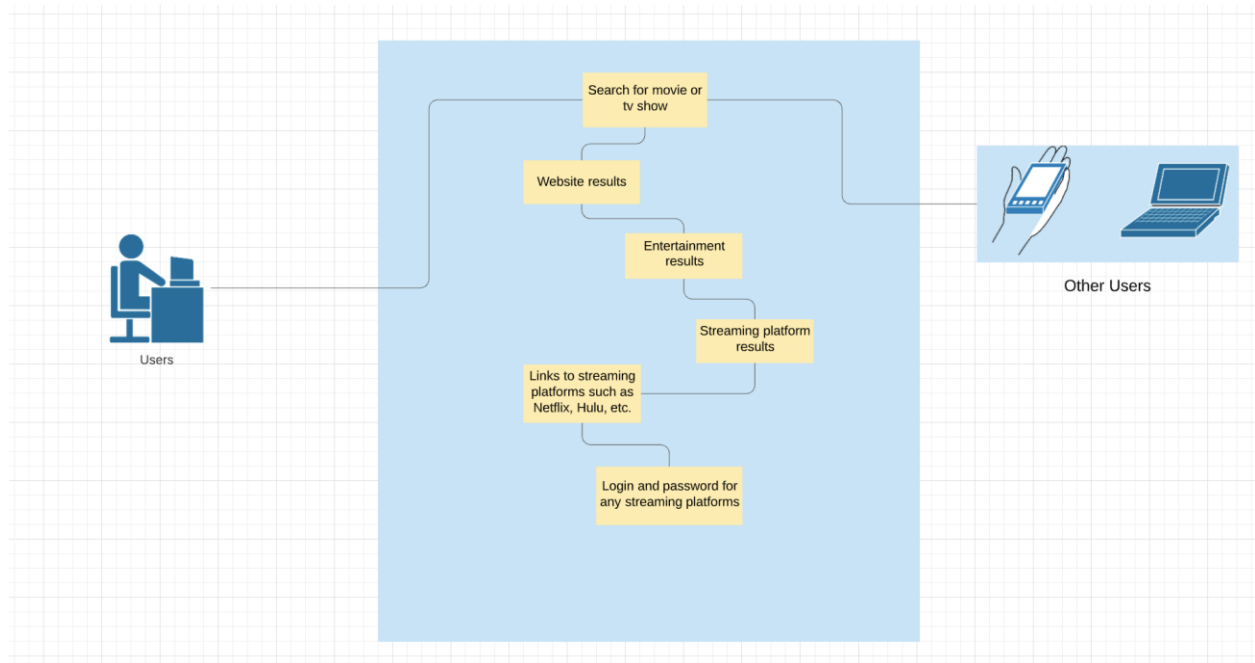 Search for movie or
tv show
Website results
Entertainment
results
Other Users
Streaming platform
results
Users
Links to streaming
platforms such as
Netflix, Hulu, etc.
Login and password for
any streaming platforms